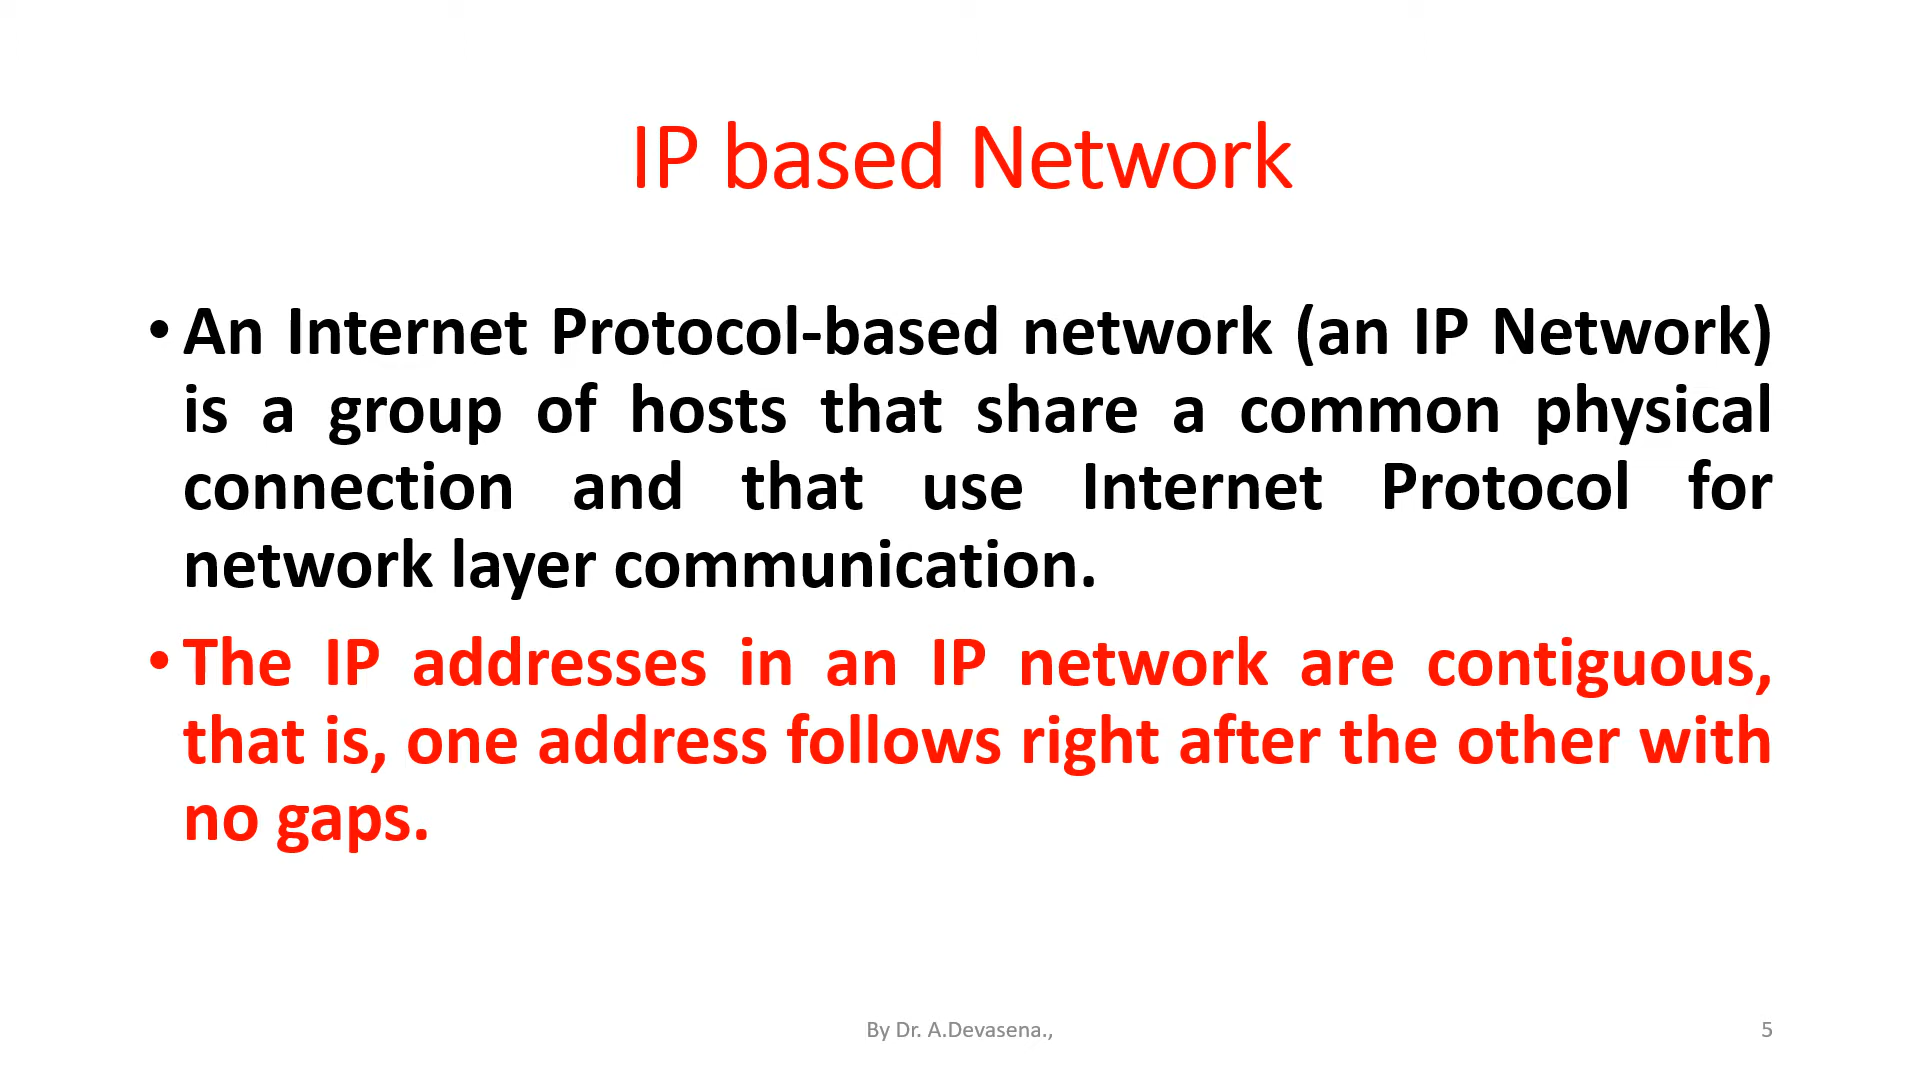 IP based Network
• An Internet Protocol-based network (an IP Network)
is a group of hosts that share a common physical
connection and that use Internet Protocol for
network layer communication.
• The IP addresses in an IP network are contiguous,
that is, one address follows right after the other with
no gaps.
By Dr. A.Devasena.,
5